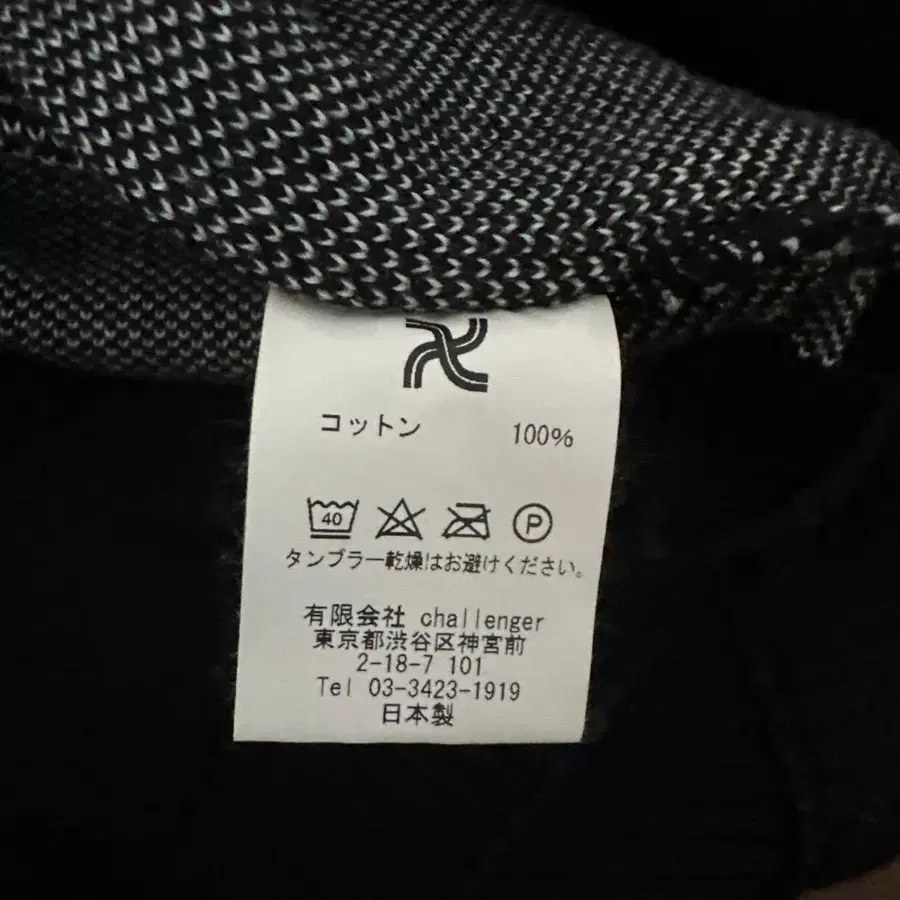 コットン 100%
40 P
タンブラー乾燥はお避けください。
有限会社 challenger
東京都渋谷区神宮前
2-18-7 101
Tel 03-3423-1919
日本製